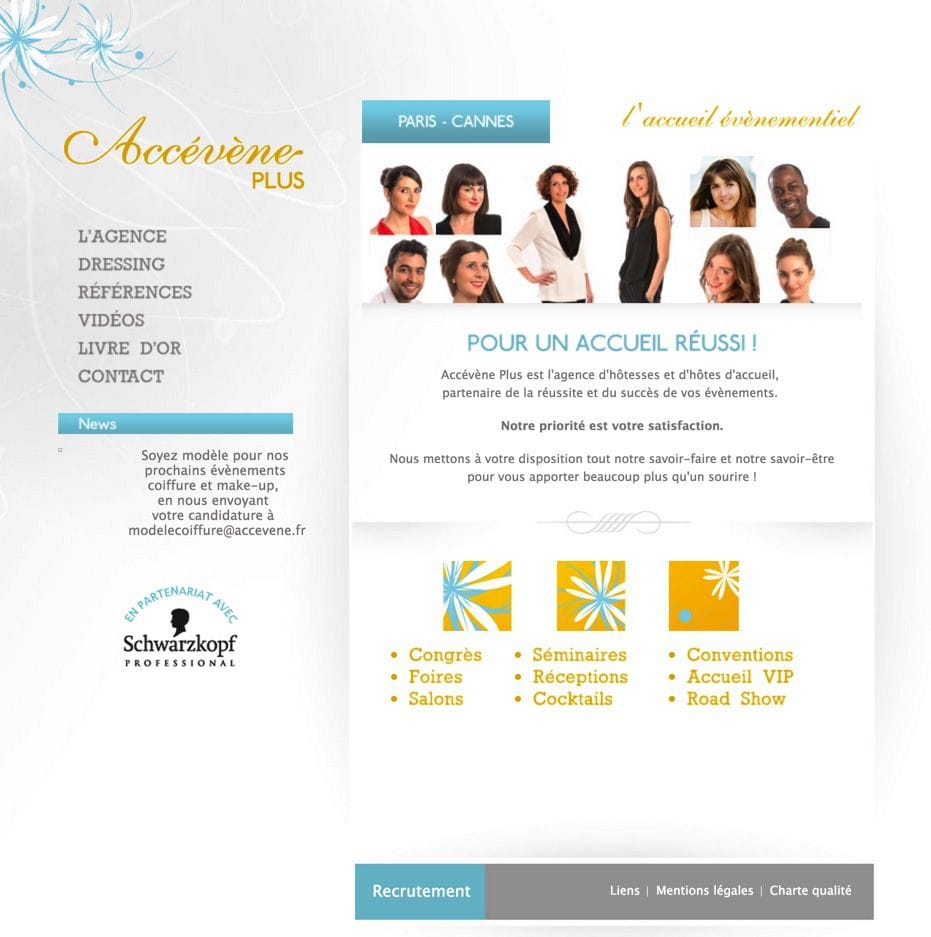 Accévène
PLUS
L'AGENCE
DRESSING
RÉFÉRENCES
VIDÉOS
LIVRE D'OR
CONTACT
News
Soyez modèle pour nos
prochains évènements
coiffure et make-up,
en nous envoyant
votre candidature à
modelecoiffure@accevene.fr
EN PARTENARIAT AVEC
Schwarzkopf
PROFESSIONAL
PARIS - CANNES
l'accueil évènementiel
POUR UN ACCUEIL RÉUSSI !
Accévène Plus est l'agence d'hôtesses et d'hôtes d'accueil,
partenaire de la réussite et du succès de vos évènements.
Notre priorité est votre satisfaction.
Nous mettons à votre disposition tout notre savoir-faire et notre savoir-être
pour vous apporter beaucoup plus qu'un sourire !
• Congrès
• Foires
• Salons
• Séminaires
• Réceptions
• Cocktails
• Conventions
• Accueil VIP
• Road Show
Recrutement
Liens | Mentions légales | Charte qualité